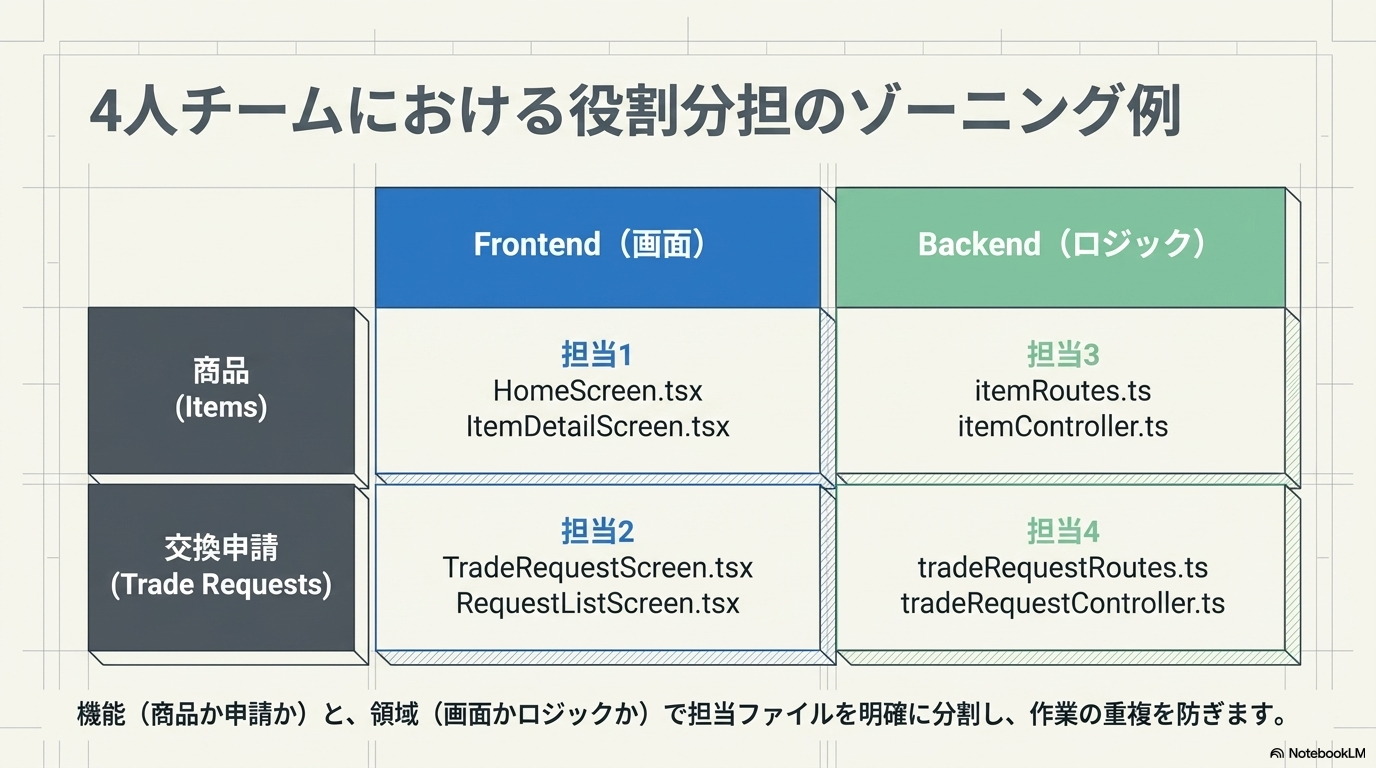 4人チームにおける役割分担のゾーニング例
Frontend（画面）
Backend（ロジック）
商品
(Items)
担当1
HomeScreen.tsx
ItemDetailScreen.tsx
担当3
itemRoutes.ts
itemController.ts
交換申請
(Trade Requests)
担当2
TradeRequestScreen.tsx
RequestListScreen.tsx
担当4
tradeRequestRoutes.ts
tradeRequestController.ts
機能（商品か申請か）と、領域（画面かロジックか）で担当ファイルを明確に分割し、作業の重複を防ぎます。
NotebookLM